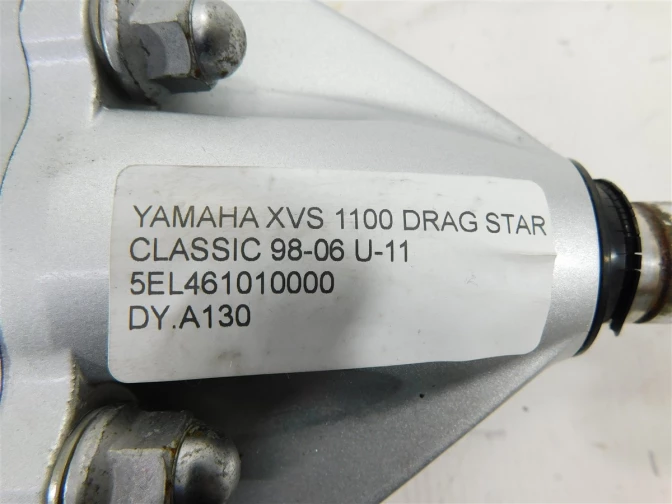 YAMAHA XVS 1100 DRAG STAR
CLASSIC 98-06 U-11
5EL461010000
DY.A130